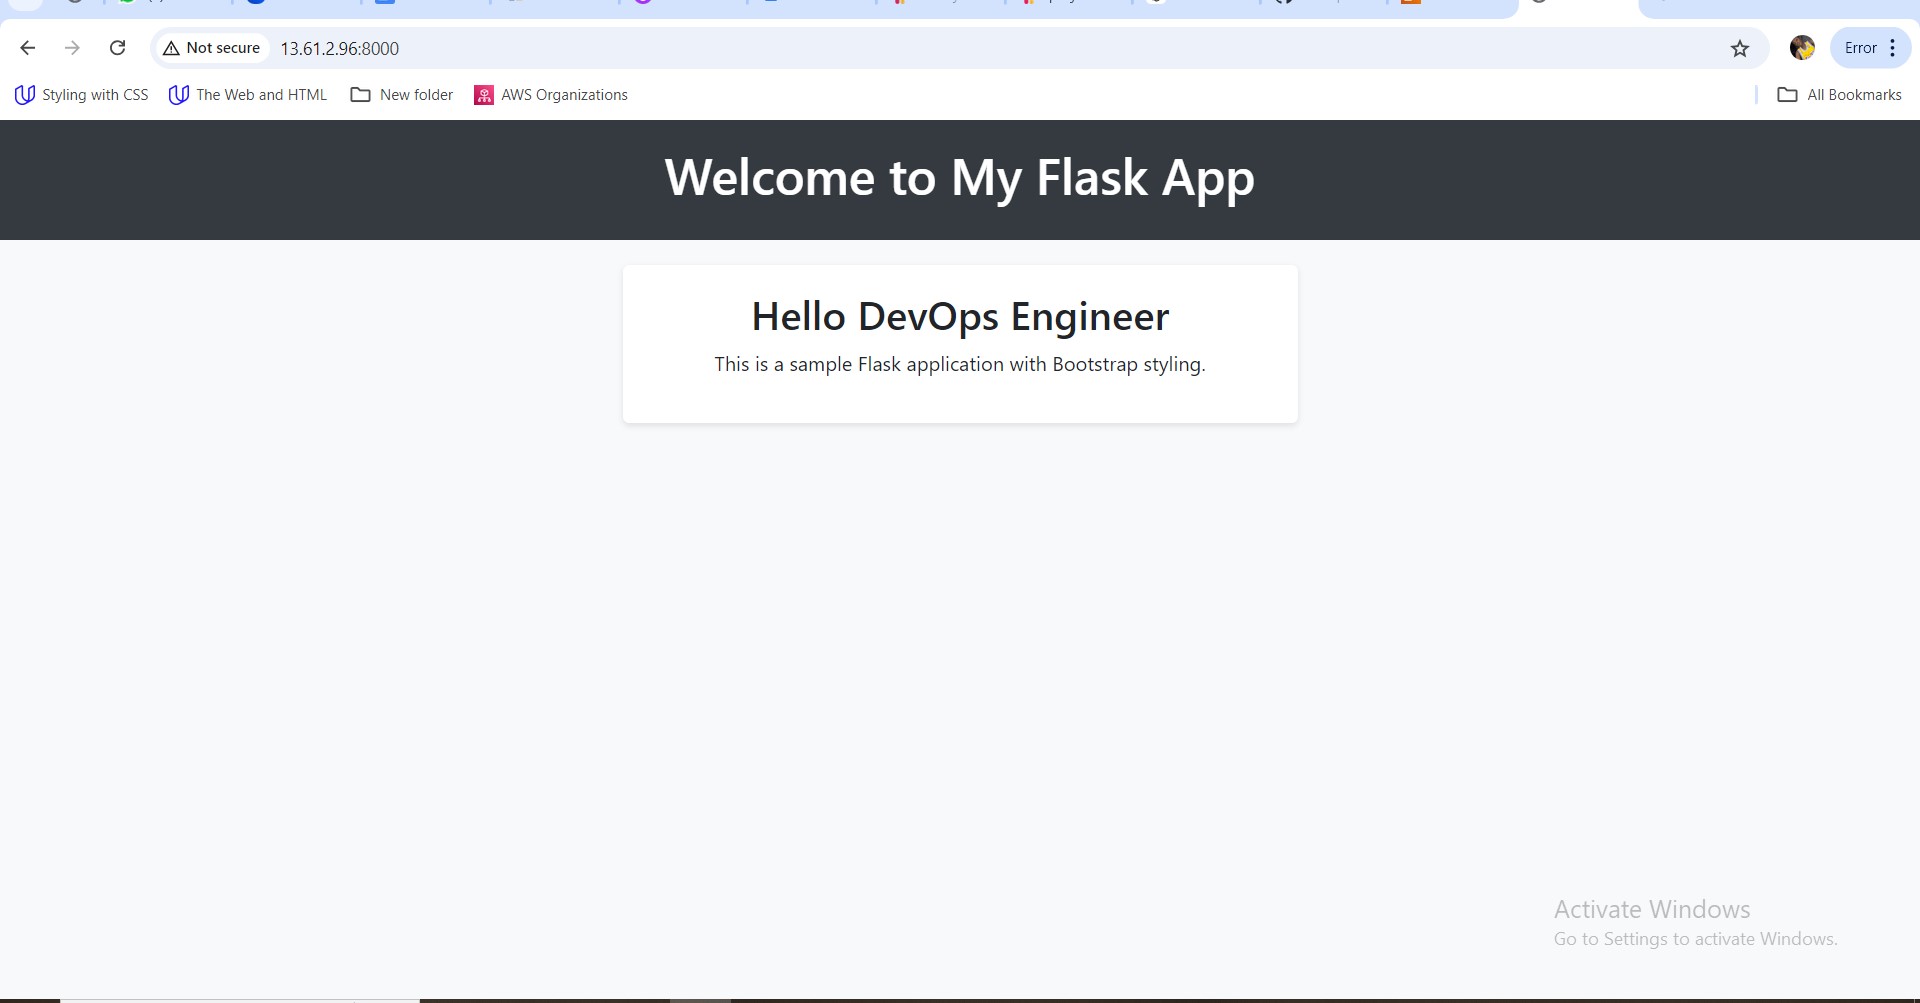 Not secure 13.61.2.96:8000 Error
Styling with CSS The Web and HTML New folder AWS Organizations All Bookmarks
Welcome to My Flask App
Hello DevOps Engineer
This is a sample Flask application with Bootstrap styling.
Activate Windows
Go to Settings to activate Windows.